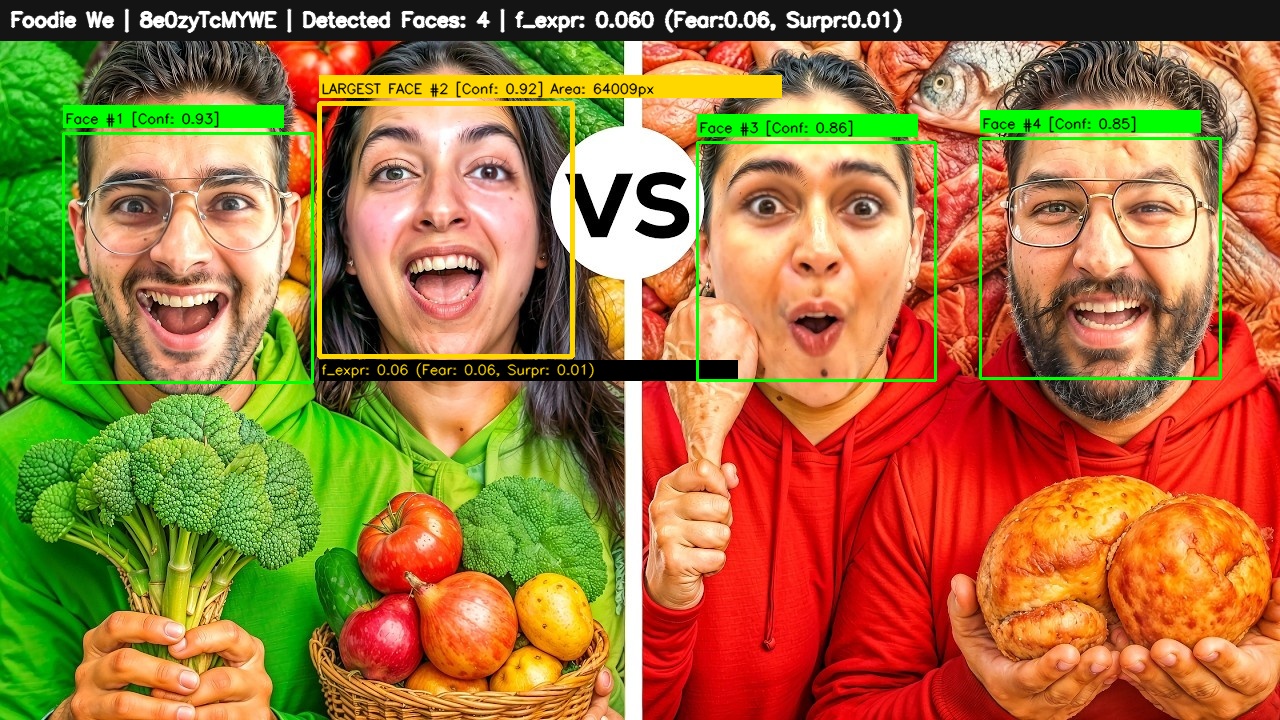 Foodie We | 8e0zyTcMYWE | Detected Faces: 4 | f_expr: 0.060 (Fear:0.06, Surpr:0.01)
LARGEST FACE #2 [Conf: 0.92] Area: 64009px
Face #1 [Conf: 0.93]
Face #3 [Conf: 0.86]
Face #4 [Conf: 0.85]
VS
f_expr: 0.06 (Fear: 0.06, Surpr: 0.01)